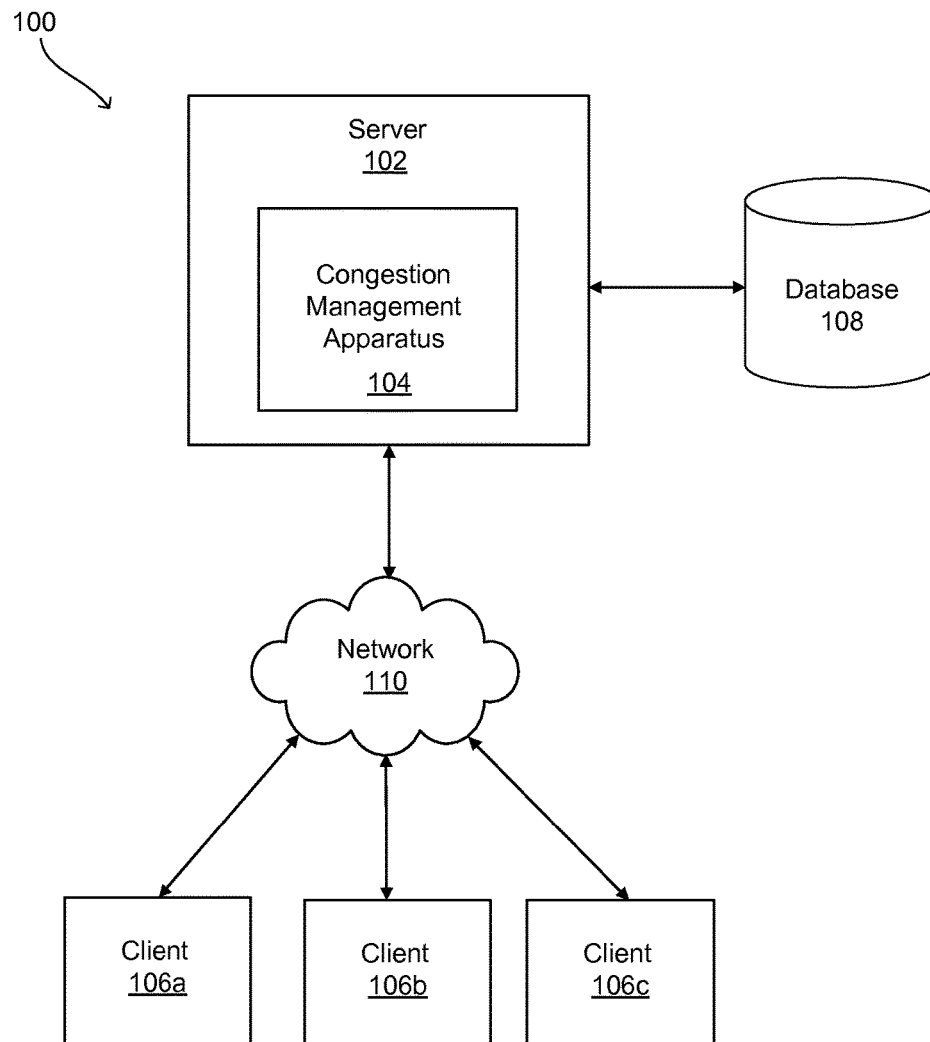 100
Server
102
Congestion
Management
Apparatus
104
Database
108
Network
110
Client
106a
Client
106b
Client
106c